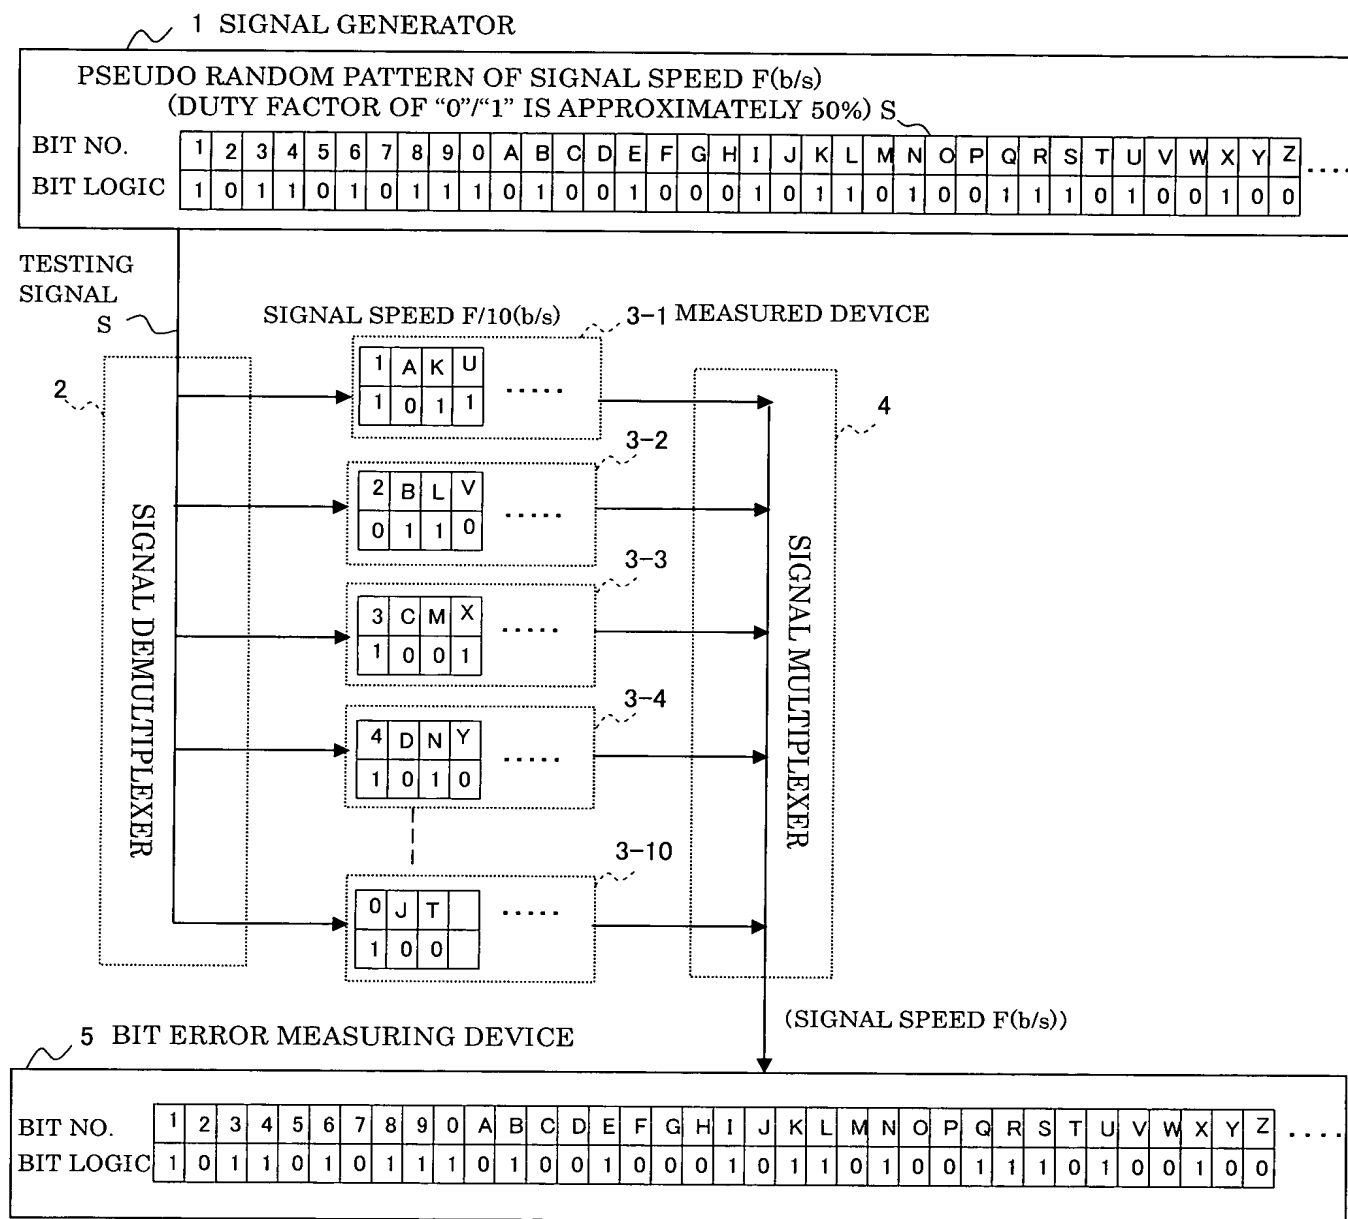 1 SIGNAL GENERATOR
PSEUDO RANDOM PATTERN OF SIGNAL SPEED F(b/s)
(DUTY FACTOR OF “0”/“1” IS APPROXIMATELY 50%) S
BIT NO. 1 2 3 4 5 6 7 8 9 0 A B C D E F G H I J K L M N O P Q R S T U V W X Y Z ....
BIT LOGIC 1 0 1 1 0 1 0 1 1 1 0 1 0 0 1 0 0 0 1 0 1 1 0 1 0 0 1 1 1 0 1 0 0 1 0 0
TESTING
SIGNAL
S
SIGNAL SPEED F/10(b/s)
3-1 MEASURED DEVICE
2
SIGNAL DEMULTIPLEXER
1 A K U
1 0 1 1
.....
3-2
2 B L V
0 1 1 0
.....
3-3
3 C M X
1 0 0 1
.....
3-4
4 D N Y
1 0 1 0
.....
3-10
0 J T
1 0 0
.....
4
SIGNAL MULTIPLEXER
(SIGNAL SPEED F(b/s))
5 BIT ERROR MEASURING DEVICE
BIT NO. 1 2 3 4 5 6 7 8 9 0 A B C D E F G H I J K L M N O P Q R S T U V W X Y Z ....
BIT LOGIC 1 0 1 1 0 1 0 1 1 1 0 1 0 0 1 0 0 0 1 0 1 1 0 1 0 0 1 1 1 0 1 0 0 1 0 0